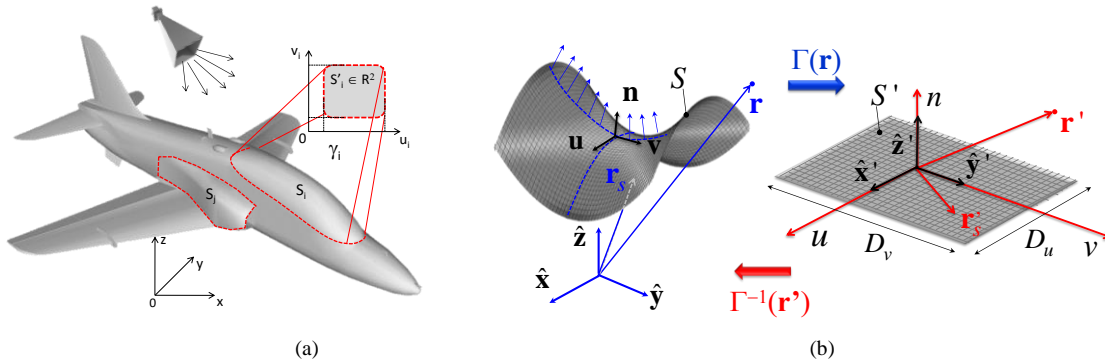 v_i
S'_i ∈ R²
0
γ_i
u_i
S_i
S_j
z
y
x
0
(a)
n
S
r
u
v
r_s
ẑ
x̂
ŷ
Γ(r)
Γ⁻¹(r')
S'
n
r'
ẑ'
x̂'
ŷ'
r'_s
u
D_v
D_u
v
(b)